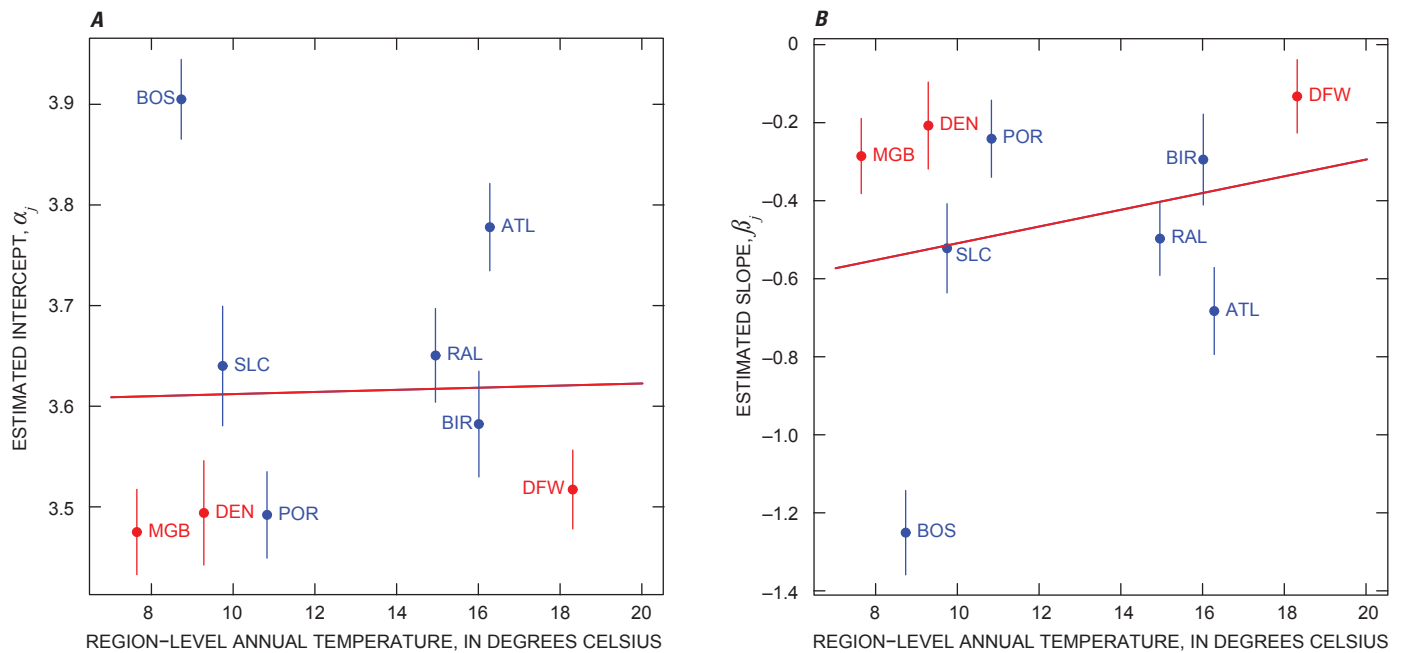 A
ESTIMATED INTERCEPT, αj
3.9
3.8
3.7
3.6
3.5
BOS
ATL
SLC
RAL
BIR
DFW
MGB
DEN
POR
8 10 12 14 16 18 20
REGION−LEVEL ANNUAL TEMPERATURE, IN DEGREES CELSIUS
B
ESTIMATED SLOPE, βj
0
−0.2
−0.4
−0.6
−0.8
−1.0
−1.2
−1.4
DFW
DEN
POR
MGB
BIR
RAL
SLC
ATL
BOS
8 10 12 14 16 18 20
REGION−LEVEL ANNUAL TEMPERATURE, IN DEGREES CELSIUS